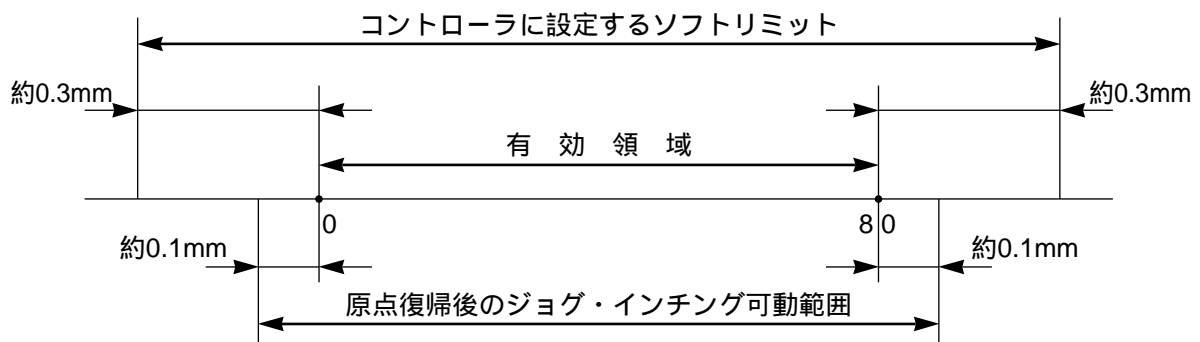 コントローラに設定するソフトリミット
約0.3mm
約0.3mm
有 効 領 域
0
80
約0.1mm
約0.1mm
原点復帰後のジョグ・インチング可動範囲